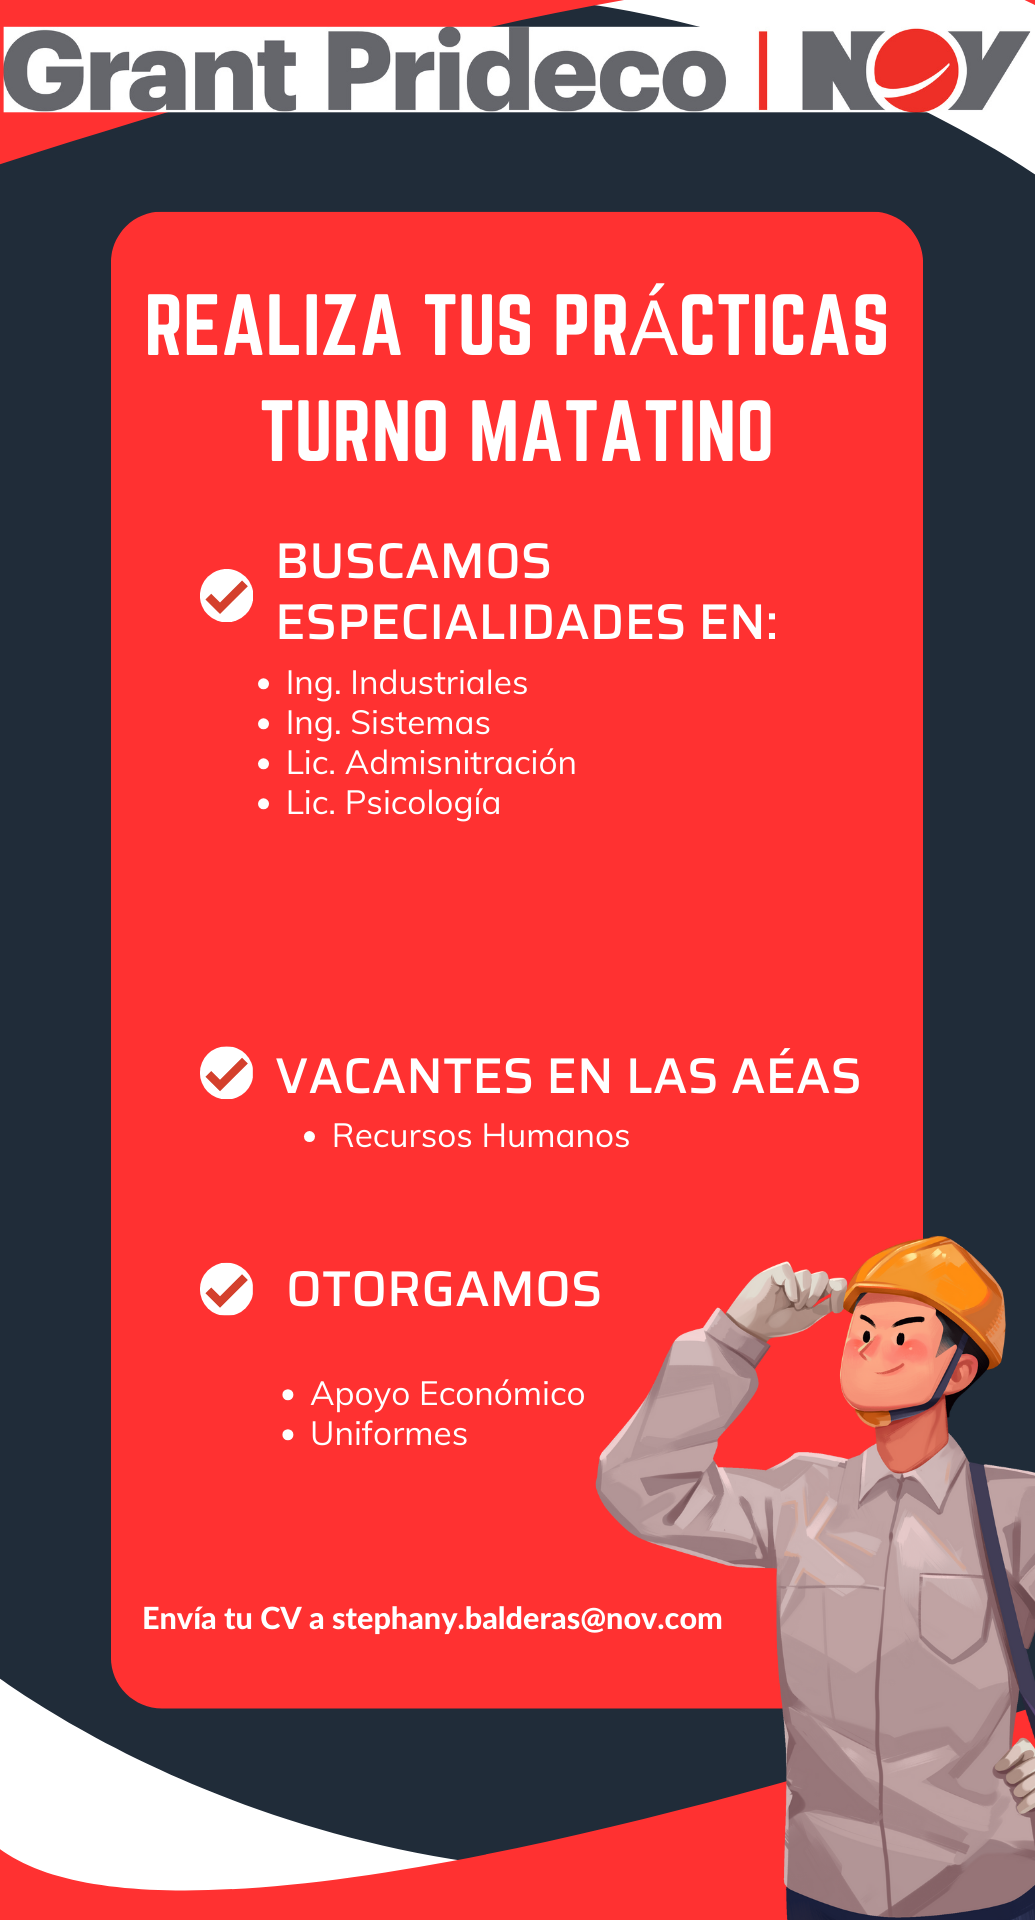 Grant Prideco | NOV
REALIZA TUS PRÁCTICAS
TURNO MATATINO
BUSCAMOS
ESPECIALIDADES EN:
• Ing. Industriales
• Ing. Sistemas
• Lic. Admisnitración
• Lic. Psicología
VACANTES EN LAS AÉAS
• Recursos Humanos
OTORGAMOS
• Apoyo Económico
• Uniformes
Envía tu CV a stephany.balderas@nov.com